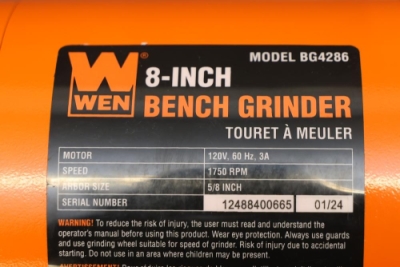 MODEL BG4286
WEN
8-INCH
BENCH GRINDER
TOURET À MEULER
MOTOR 120V, 60 Hz, 3A
SPEED 1750 RPM
ARBOR SIZE 5/8 INCH
SERIAL NUMBER 12488400665 01/24
WARNING! To reduce the risk of injury, the user must read and understand the
operator's manual before using this product. Wear eye protection. Always use guards
and use grinding wheel suitable for speed of grinder. Risk of injury due to accidental
starting. Do not use in an area where children may be present.